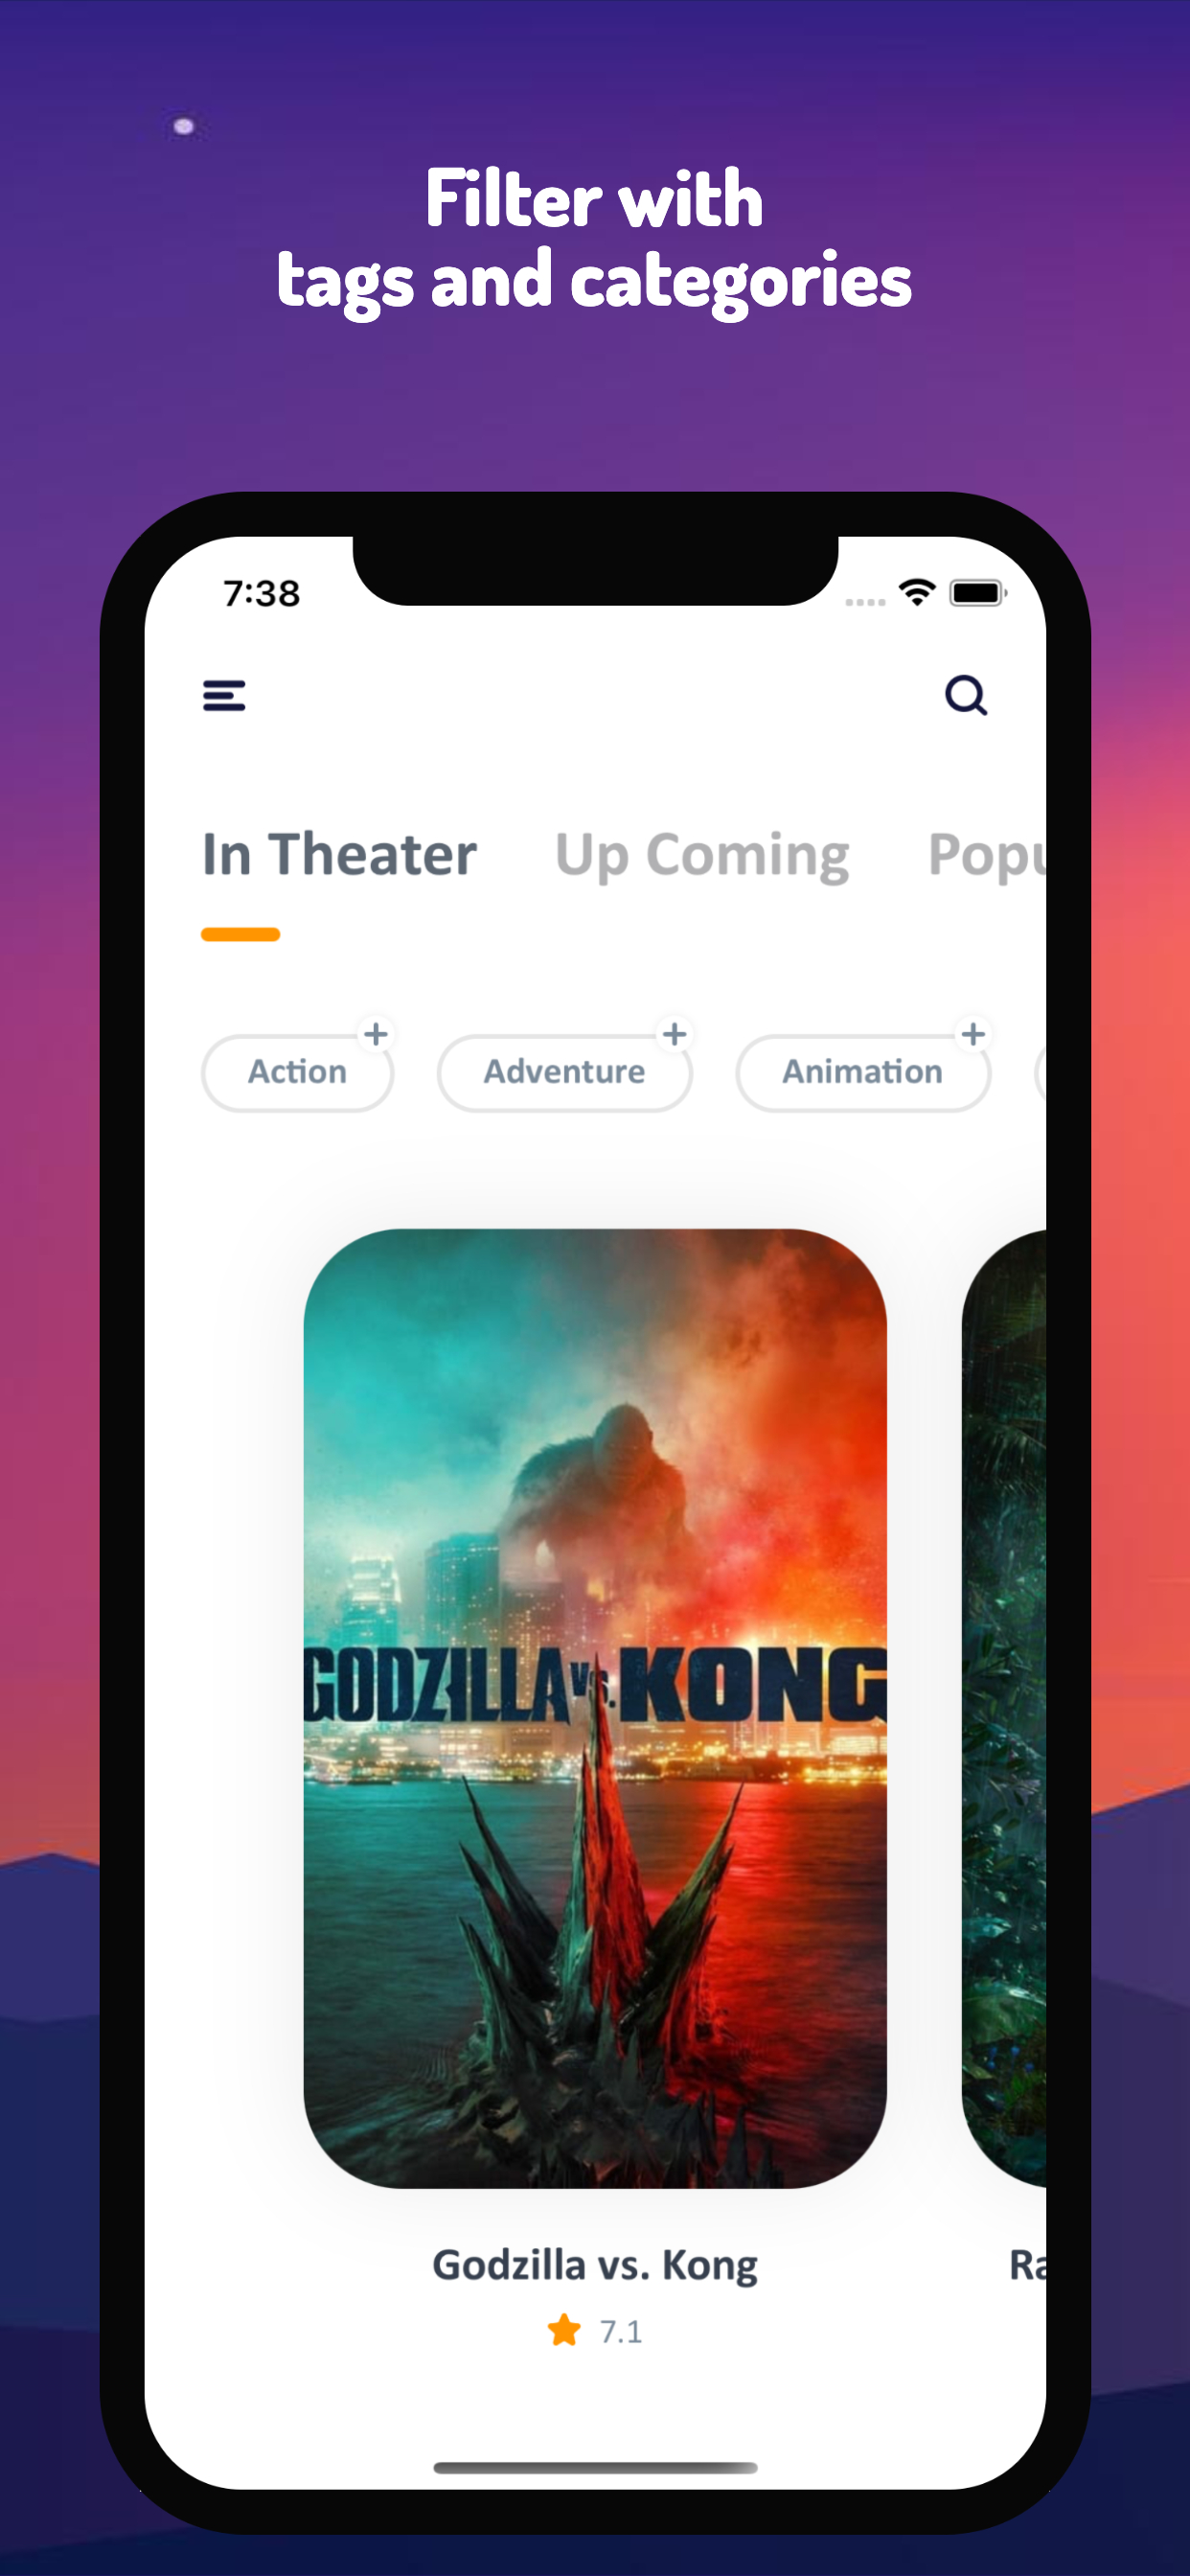 Filter with
tags and categories
7:38
In Theater Up Coming Popu
Action Adventure Animation
GODZILLA VS. KONG
Godzilla vs. Kong Ra
7.1